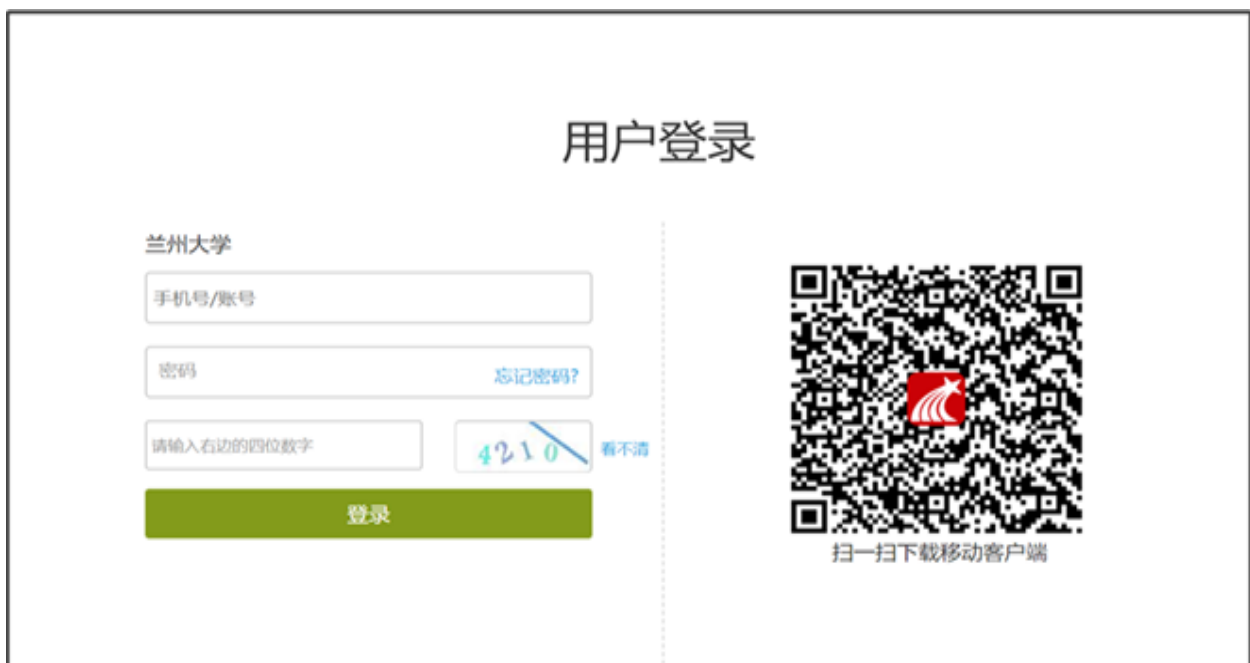 用户登录
兰州大学
手机号/账号
密码 忘记密码?
请输入右边的四位数字 4210 看不清
登录
扫一扫下载移动客户端